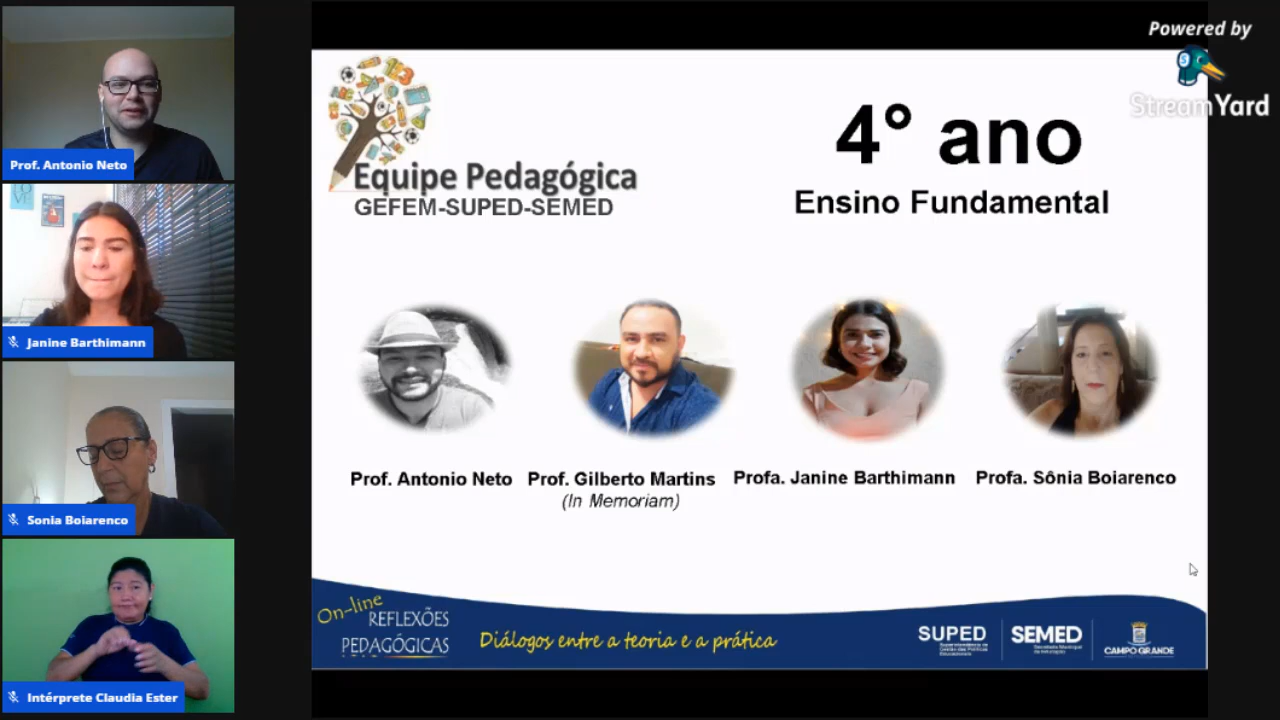 Powered by
StreamYard
Prof. Antonio Neto
Janine Barthimann
Sonia Boiarenco
Intérprete Claudia Ester
Equipe Pedagógica
GEFEM-SUPED-SEMED
4° ano
Ensino Fundamental
Prof. Antonio Neto
Prof. Gilberto Martins
(In Memoriam)
Profa. Janine Barthimann
Profa. Sônia Boiarenco
On-line
REFLEXÕES
PEDAGÓGICAS
Diálogos entre a teoria e a prática
SUPED
SEMED
CAMPO GRANDE